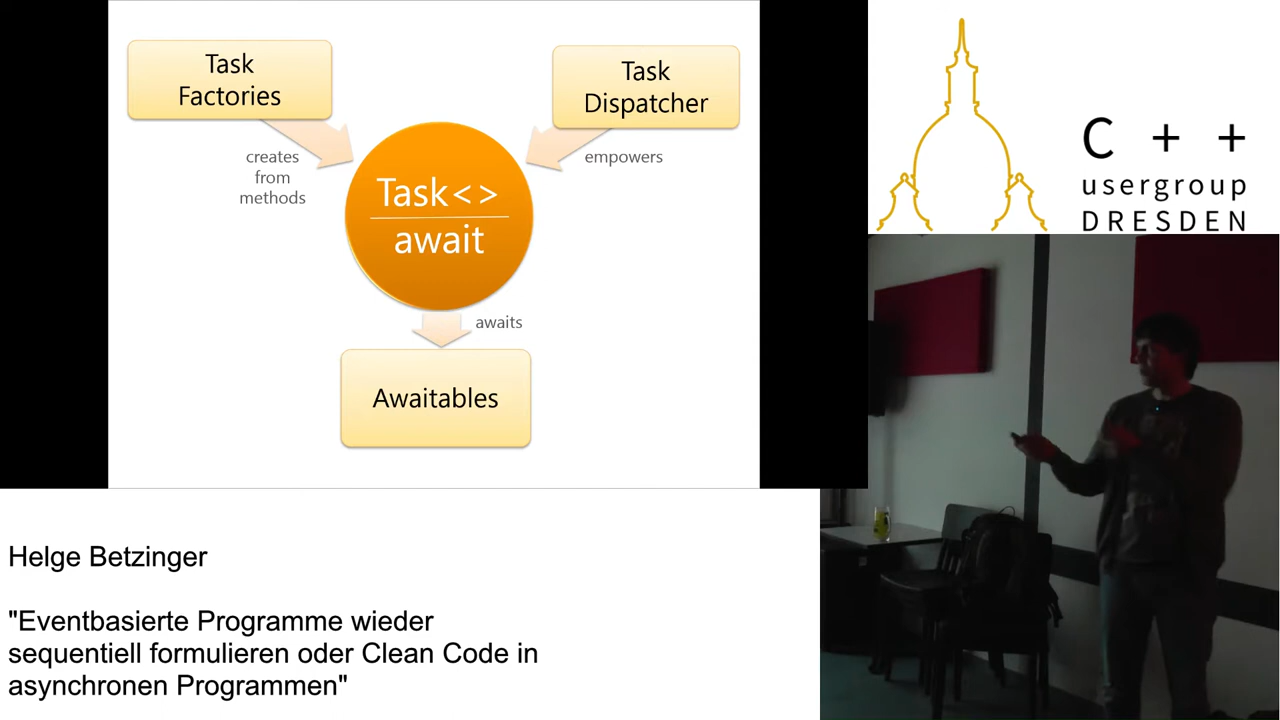 Task
Factories
Task
Dispatcher
creates
from
methods
empowers
Task<>
await
awaits
Awaitables
C + +
usergroup
DRESDEN
Helge Betzinger
"Eventbasierte Programme wieder
sequentiell formulieren oder Clean Code in
asynchronen Programmen"